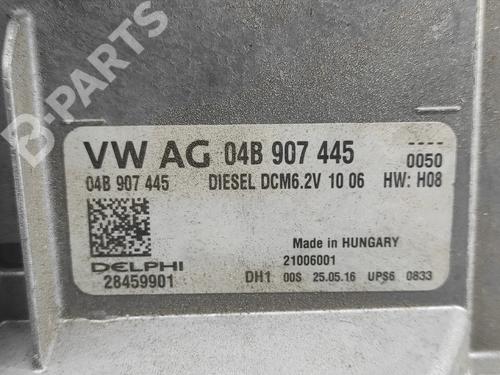 B-PARTS
VW AG 04B 907 445
0050
04B 907 445 DIESEL DCM6.2V 10 06 HW: H08
Made in HUNGARY
21006001
DELPHI
28459901 DH1 00S 25.05.16 UPS6 0833